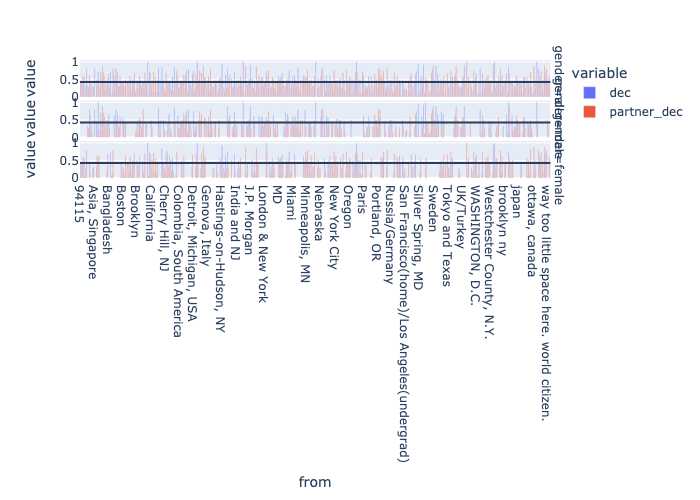 variable
dec
partner_dec
value
value
value
1
0.5
0
1
0.5
0
1
0.5
0
94115
Asia, Singapore
Bangladesh
Boston
Brooklyn
California
Cherry Hill, NJ
Colombia, South America
Detroit, Michigan, USA
Genova, Italy
Hastings-on-Hudson, NY
India and NJ
J.P. Morgan
London & New York
MD
Miami
Minneapolis, MN
Nebraska
New York City
Oregon
Paris
Portland, OR
Russia/Germany
San Francisco(home)/Los Angeles(undergrad)
Silver Spring, MD
Sweden
Tokyo and Texas
UK/Turkey
WASHINGTON, D.C.
Westchester County, N.Y.
brooklyn ny
japan
ottawa, canada
way too little space here. world citizen.
from